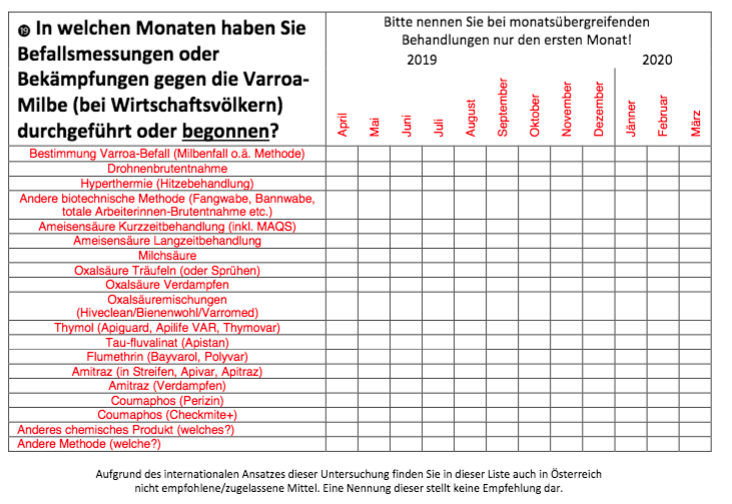 ⑲ In welchen Monaten haben Sie
Befallsmessungen oder
Bekämpfungen gegen die Varroa-
Milbe (bei Wirtschaftsvölkern)
durchgeführt oder begonnen?
Bitte nennen Sie bei monatsübergreifenden
Behandlungen nur den ersten Monat!
2019 2020
April Mai Juni Juli August September Oktober November Dezember Jänner Februar März
Bestimmung Varroa-Befall (Milbenfall o.ä. Methode)
Drohnenbrutentnahme
Hyperthermie (Hitzebehandlung)
Andere biotechnische Methode (Fangwabe, Bannwabe,
totale Arbeiterinnen-Brutentnahme etc.)
Ameisensäure Kurzzeitbehandlung (inkl. MAQS)
Ameisensäure Langzeitbehandlung
Milchsäure
Oxalsäure Träufeln (oder Sprühen)
Oxalsäure Verdampfen
Oxalsäuremischungen
(Hiveclean/Bienenwohl/Varromed)
Thymol (Apiguard, Apilife VAR, Thymovar)
Tau-fluvalinat (Apistan)
Flumethrin (Bayvarol, Polyvar)
Amitraz (in Streifen, Apivar, Apitraz)
Amitraz (Verdampfen)
Coumaphos (Perizin)
Coumaphos (Checkmite+)
Anderes chemisches Produkt (welches?)
Andere Methode (welche?)
Aufgrund des internationalen Ansatzes dieser Untersuchung finden Sie in dieser Liste auch in Österreich
nicht empfohlene/zugelassene Mittel. Eine Nennung dieser stellt keine Empfehlung dar.